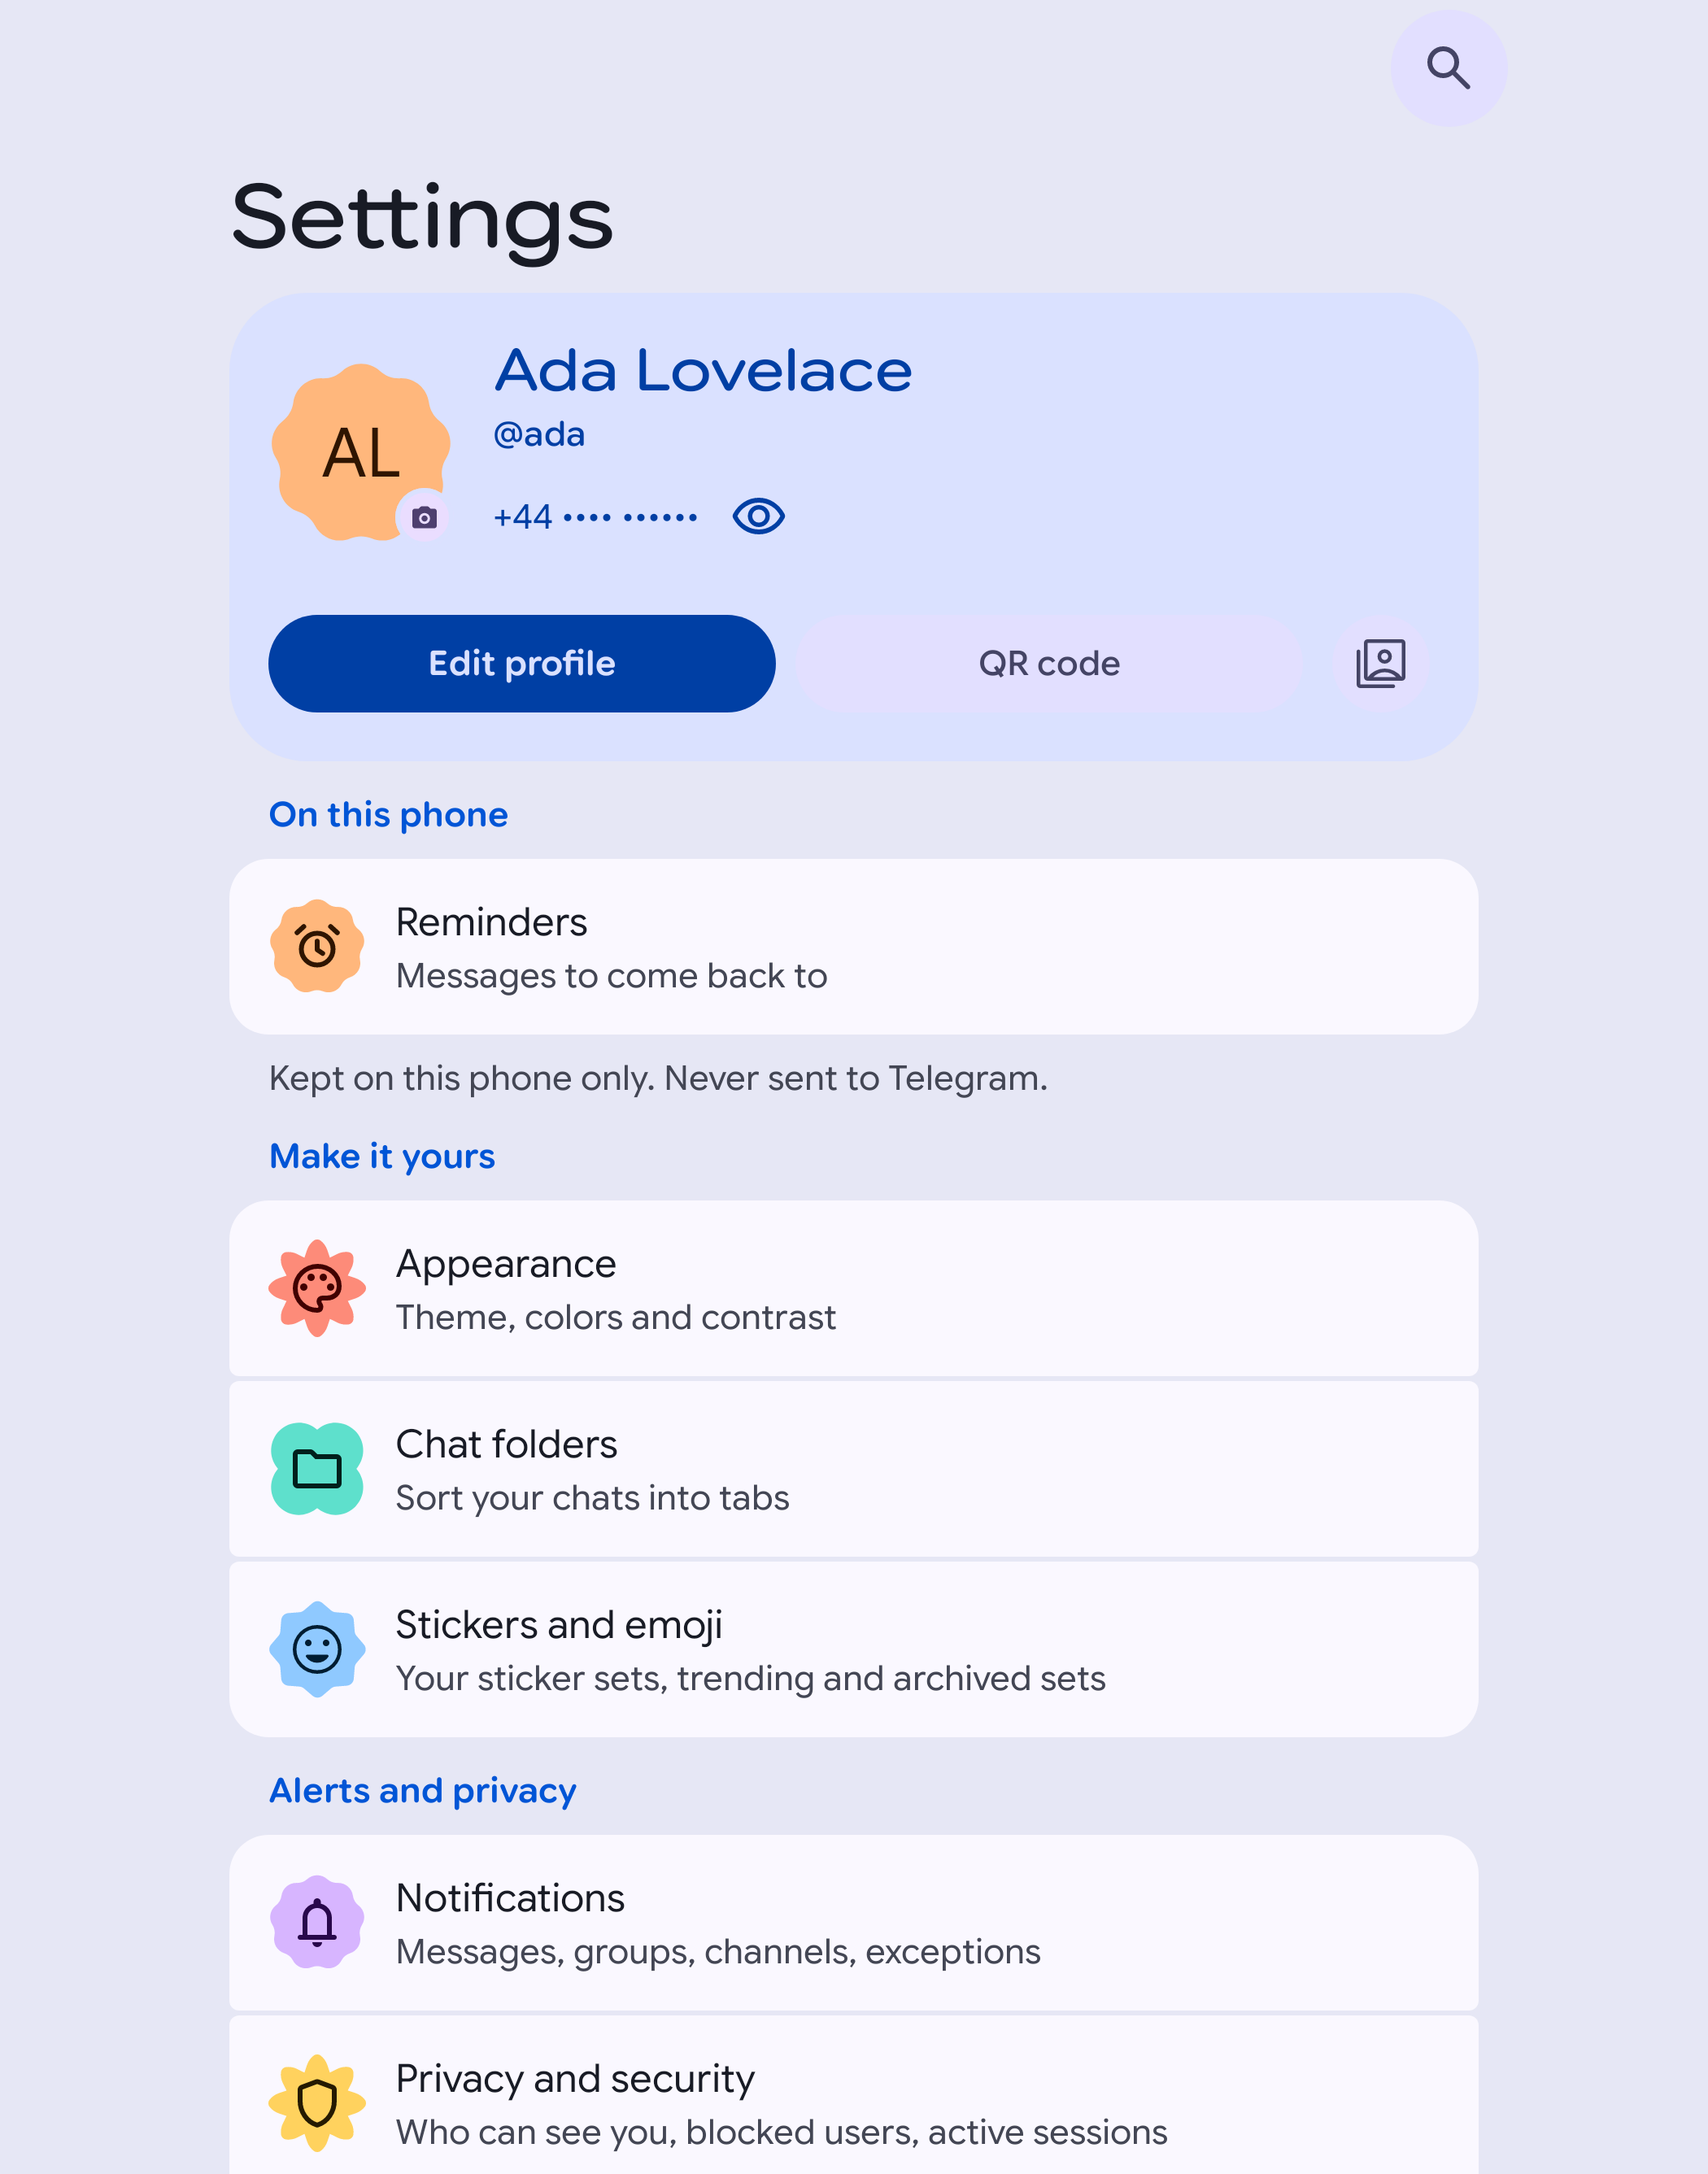 Settings
Ada Lovelace
AL
@ada
+44 •••• ••••••
Edit profile
QR code
On this phone
Reminders
Messages to come back to
Kept on this phone only. Never sent to Telegram.
Make it yours
Appearance
Theme, colors and contrast
Chat folders
Sort your chats into tabs
Stickers and emoji
Your sticker sets, trending and archived sets
Alerts and privacy
Notifications
Messages, groups, channels, exceptions
Privacy and security
Who can see you, blocked users, active sessions